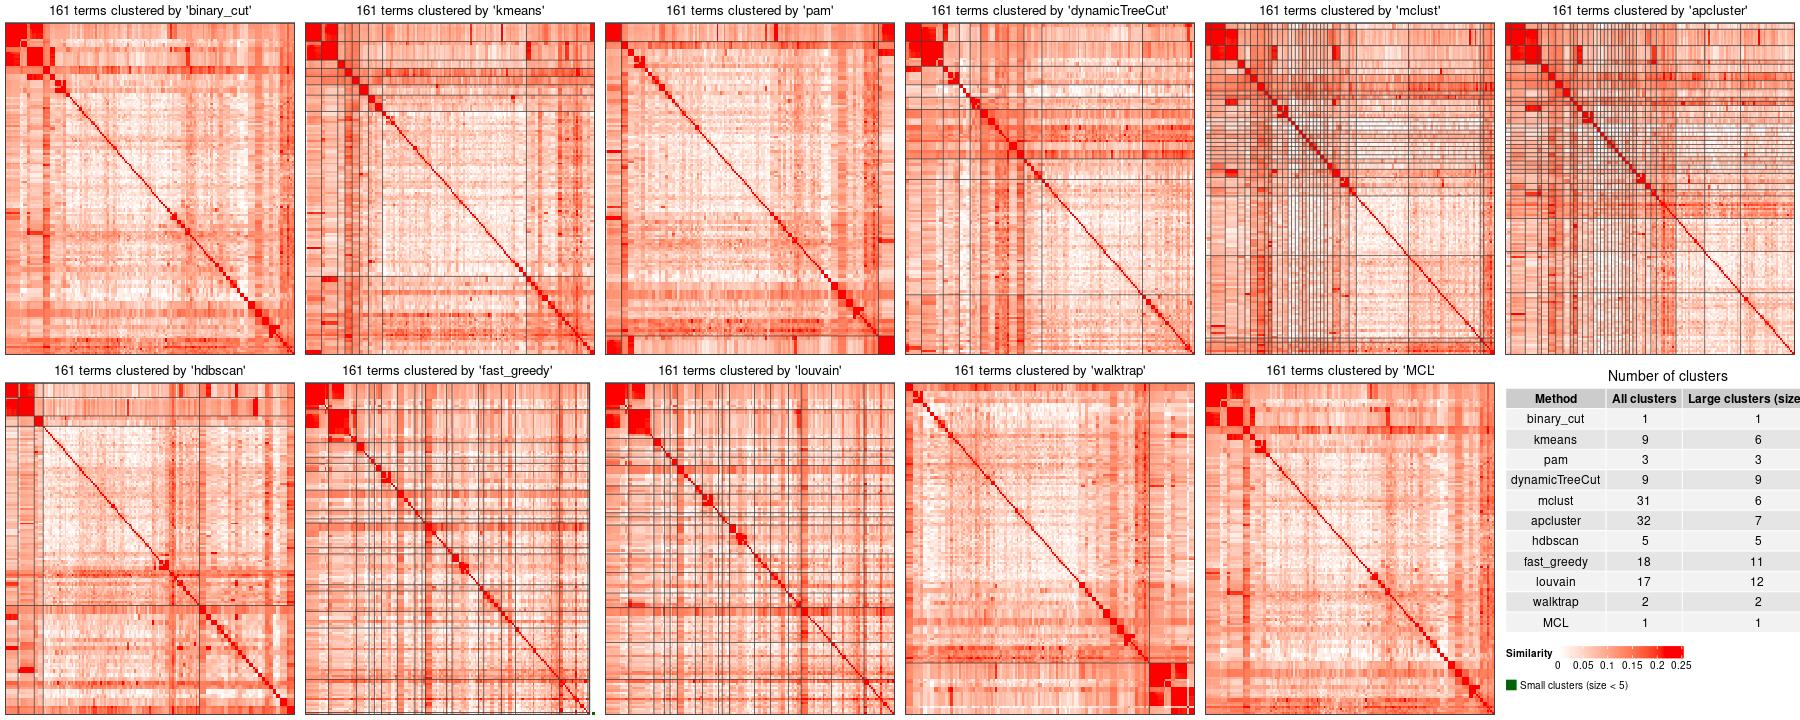 161 terms clustered by 'binary_cut'
161 terms clustered by 'kmeans'
161 terms clustered by 'pam'
161 terms clustered by 'dynamicTreeCut'
161 terms clustered by 'mclust'
161 terms clustered by 'apcluster'
161 terms clustered by 'hdbscan'
161 terms clustered by 'fast_greedy'
161 terms clustered by 'louvain'
161 terms clustered by 'walktrap'
161 terms clustered by 'MCL'
Number of clusters
Method All clusters Large clusters (size
binary_cut 1 1
kmeans 9 6
pam 3 3
dynamicTreeCut 9 9
mclust 31 6
apcluster 32 7
hdbscan 5 5
fast_greedy 18 11
louvain 17 12
walktrap 2 2
MCL 1 1
Similarity
0 0.05 0.1 0.15 0.2 0.25
Small clusters (size < 5)